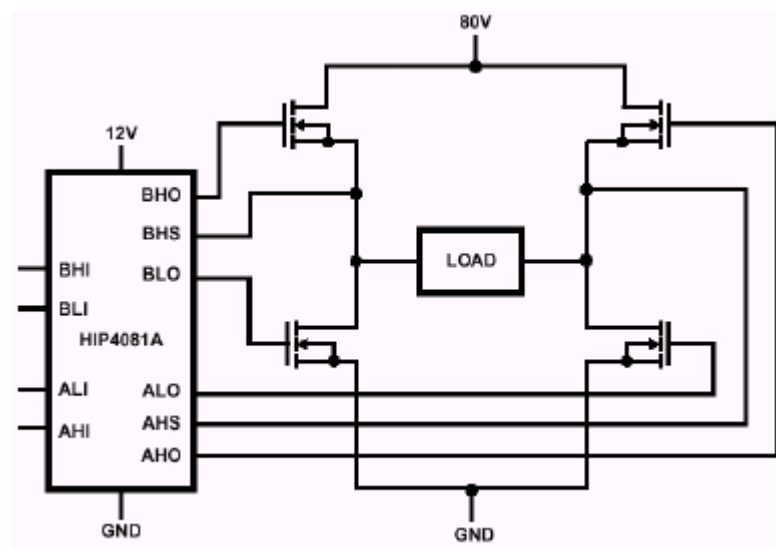 80V
12V
BHO
BHS
BHI
BLO
LOAD
BLI
HIP4081A
ALI
ALO
AHI
AHS
AHO
GND
GND